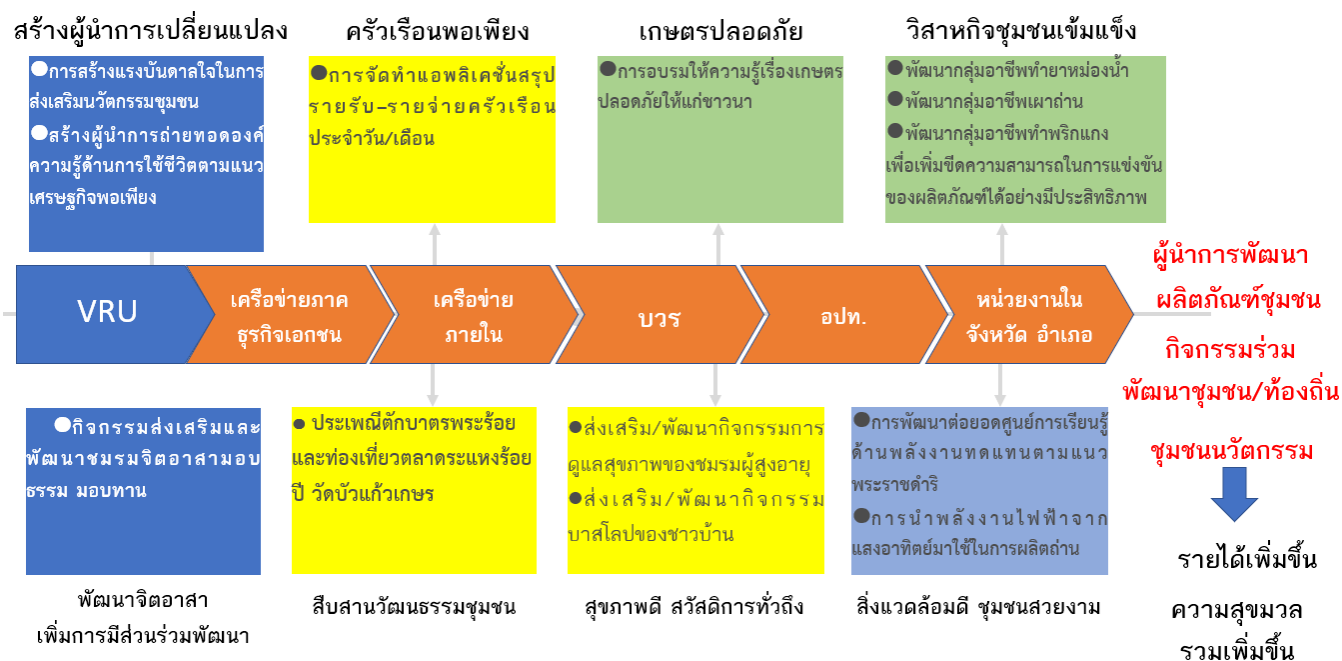 สร้างผู้นำการเปลี่ยนแปลง
●การสร้างแรงบันดาลใจในการ
ส่งเสริมนวัตกรรมชุมชน
●สร้างผู้นำการถ่ายทอดองค์
ความรู้ด้านการใช้ชีวิตตามแนว
เศรษฐกิจพอเพียง
ครัวเรือนพอเพียง
●การจัดทำแอพลิเคชั่นสรุป
รายรับ-รายจ่ายครัวเรือน
ประจำวัน/เดือน
เกษตรปลอดภัย
●การอบรมให้ความรู้เรื่องเกษตร
ปลอดภัยให้แก่ชาวนา
วิสาหกิจชุมชนเข้มแข็ง
●พัฒนากลุ่มอาชีพทำยาหม่องน้ำ
●พัฒนากลุ่มอาชีพเผาถ่าน
●พัฒนากลุ่มอาชีพทำพริกแกง
เพื่อเพิ่มขีดความสามารถในการแข่งขัน
ของผลิตภัณฑ์ได้อย่างมีประสิทธิภาพ
VRU
เครือข่ายภาค
ธุรกิจเอกชน
เครือข่าย
ภายใน
บวร
อปท.
หน่วยงานใน
จังหวัด อำเภอ
ผู้นำการพัฒนา
ผลิตภัณฑ์ชุมชน
กิจกรรมร่วม
พัฒนาชุมชน/ท้องถิ่น
ชุมชนนวัตกรรม
รายได้เพิ่มขึ้น
ความสุขมวล
รวมเพิ่มขึ้น
●กิจกรรมส่งเสริมและ
พัฒนาชมรมจิตอาสามอบ
ธรรม มอบทาน
พัฒนาจิตอาสา
เพิ่มการมีส่วนร่วมพัฒนา
● ประเพณีตักบาตรพระร้อย
และท่องเที่ยวตลาดระแหงร้อย
ปี วัดบัวแก้วเกษร
สืบสานวัฒนธรรมชุมชน
●ส่งเสริม/พัฒนากิจกรรมการ
ดูแลสุขภาพของชมรมผู้สูงอายุ
●ส่งเสริม/พัฒนากิจกรรม
บาสโลปของชาวบ้าน
สุขภาพดี สวัสดิการทั่วถึง
●การพัฒนาต่อยอดศูนย์การเรียนรู้
ด้านพลังงานทดแทนตามแนว
พระราชดำริ
●การนำพลังงานไฟฟ้าจาก
แสงอาทิตย์มาใช้ในการผลิตถ่าน
สิ่งแวดล้อมดี ชุมชนสวยงาม